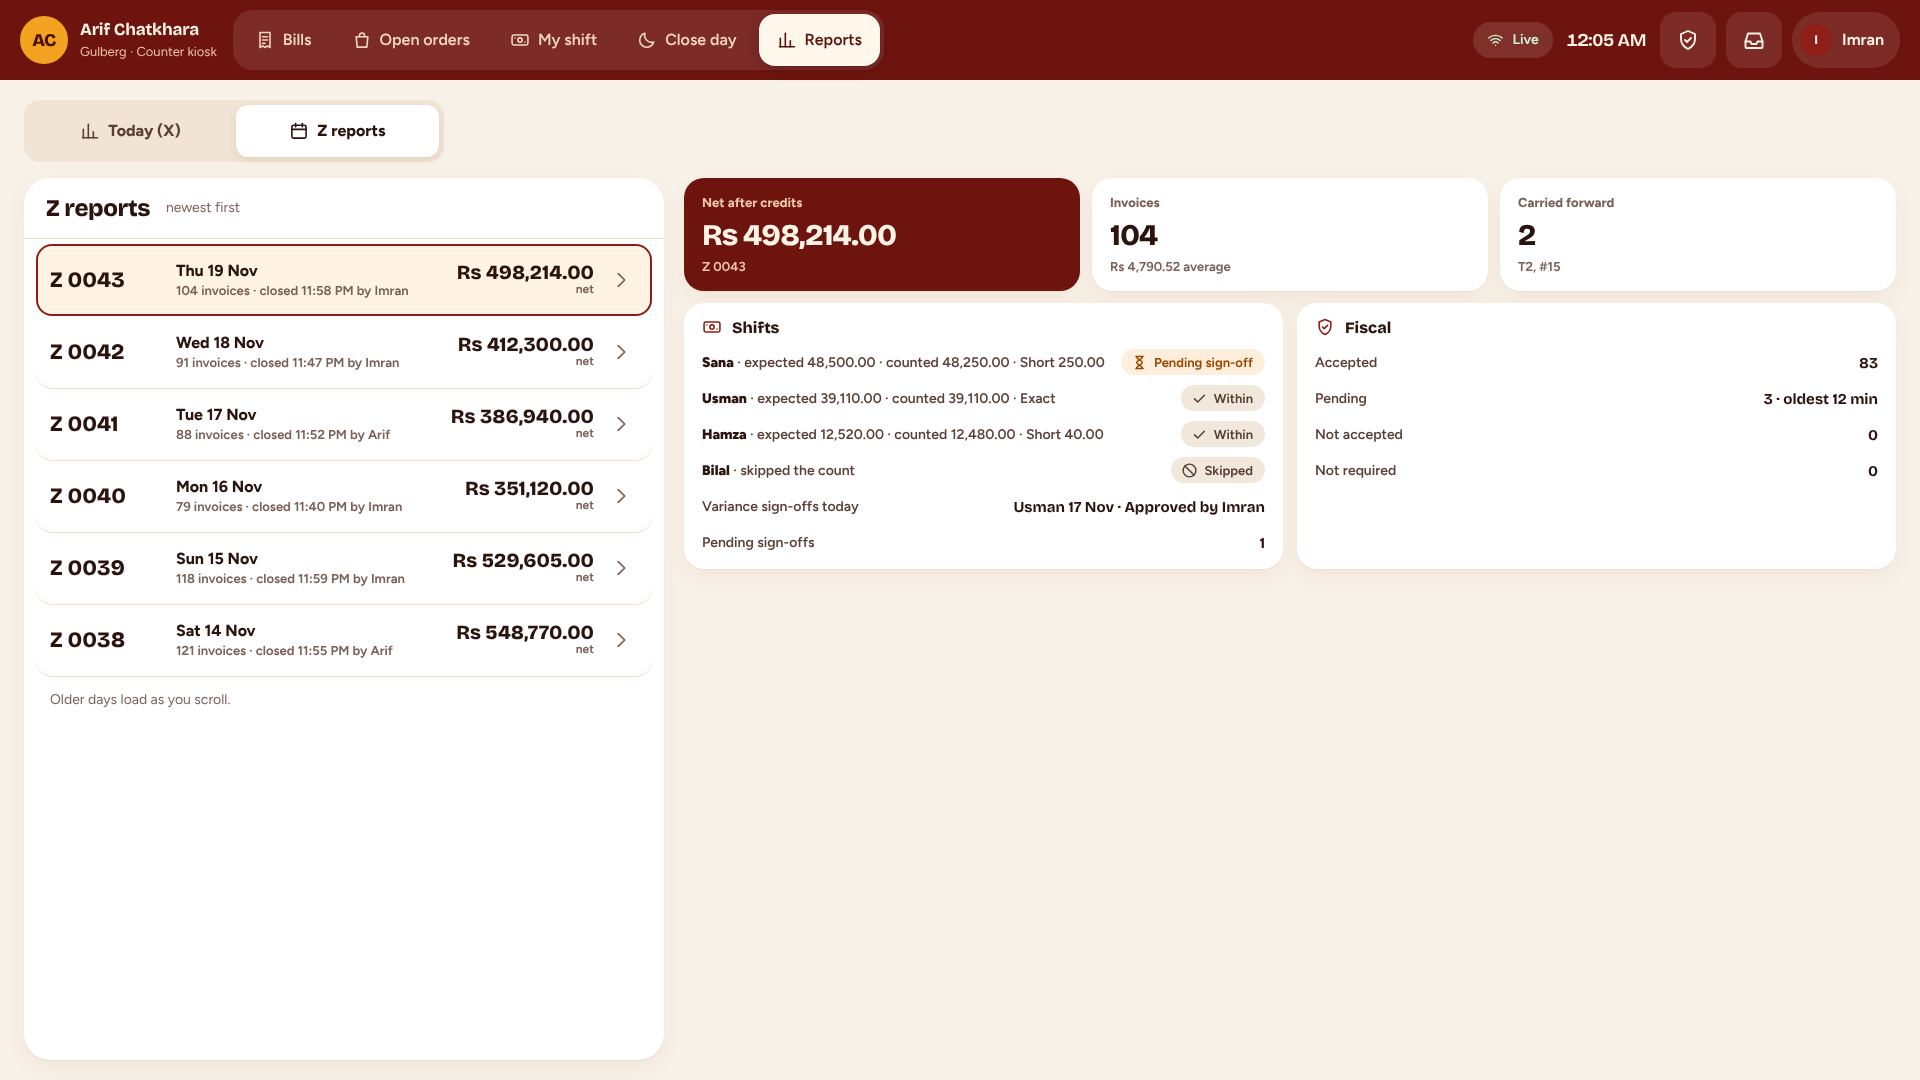 AC
Arif Chatkhara
Gulberg · Counter kiosk
Bills
Open orders
My shift
Close day
Reports
Live
12:05 AM
I
Imran
Today (X)
Z reports
Z reports
newest first
Z 0043
Thu 19 Nov
104 invoices · closed 11:58 PM by Imran
Rs 498,214.00
net
Z 0042
Wed 18 Nov
91 invoices · closed 11:47 PM by Imran
Rs 412,300.00
net
Z 0041
Tue 17 Nov
88 invoices · closed 11:52 PM by Arif
Rs 386,940.00
net
Z 0040
Mon 16 Nov
79 invoices · closed 11:40 PM by Imran
Rs 351,120.00
net
Z 0039
Sun 15 Nov
118 invoices · closed 11:59 PM by Imran
Rs 529,605.00
net
Z 0038
Sat 14 Nov
121 invoices · closed 11:55 PM by Arif
Rs 548,770.00
net
Older days load as you scroll.
Net after credits
Rs 498,214.00
Z 0043
Invoices
104
Rs 4,790.52 average
Carried forward
2
T2, #15
Shifts
Sana · expected 48,500.00 · counted 48,250.00 · Short 250.00
Pending sign-off
Usman · expected 39,110.00 · counted 39,110.00 · Exact
Within
Hamza · expected 12,520.00 · counted 12,480.00 · Short 40.00
Within
Bilal · skipped the count
Skipped
Variance sign-offs today
Usman 17 Nov · Approved by Imran
Pending sign-offs
1
Fiscal
Accepted
83
Pending
3 · oldest 12 min
Not accepted
0
Not required
0